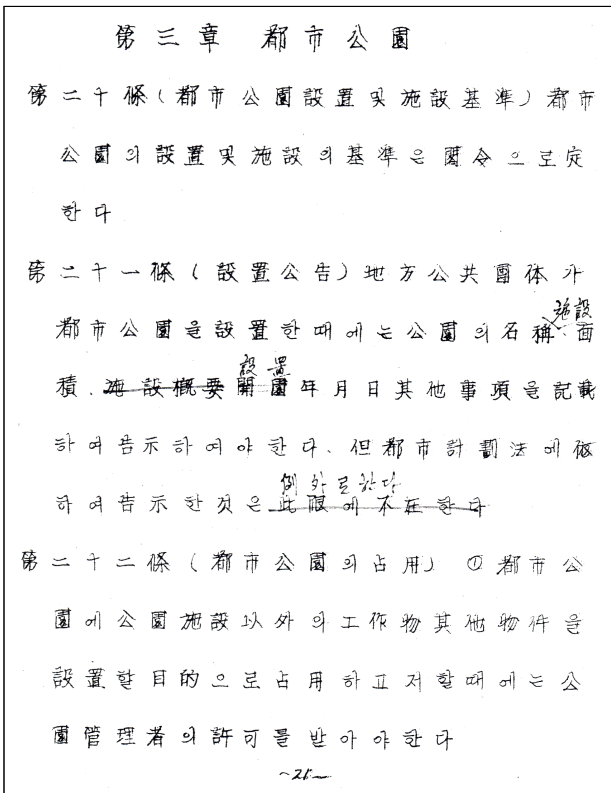 第三章 都市公園
第二十條(都市公園設置및施設基準)都市
公園의設置및施設의基準은閣令으로定
한다
第二十一條(設置公告)地方公共團体가
都市公園을設置한때에는公園의名稱、施設 面
積、施設概要開園設置年月日其他事項을記載
하여告示하여야한다、但都市計劃法에依
하여告示한것은此限에不在한다例外로한다
第二十二條(都市公園의占用)①都市公
園에公園施設以外의工作物其他物件을
設置할目的으로占用하고저할때에는公
園管理者의許可를받아야한다